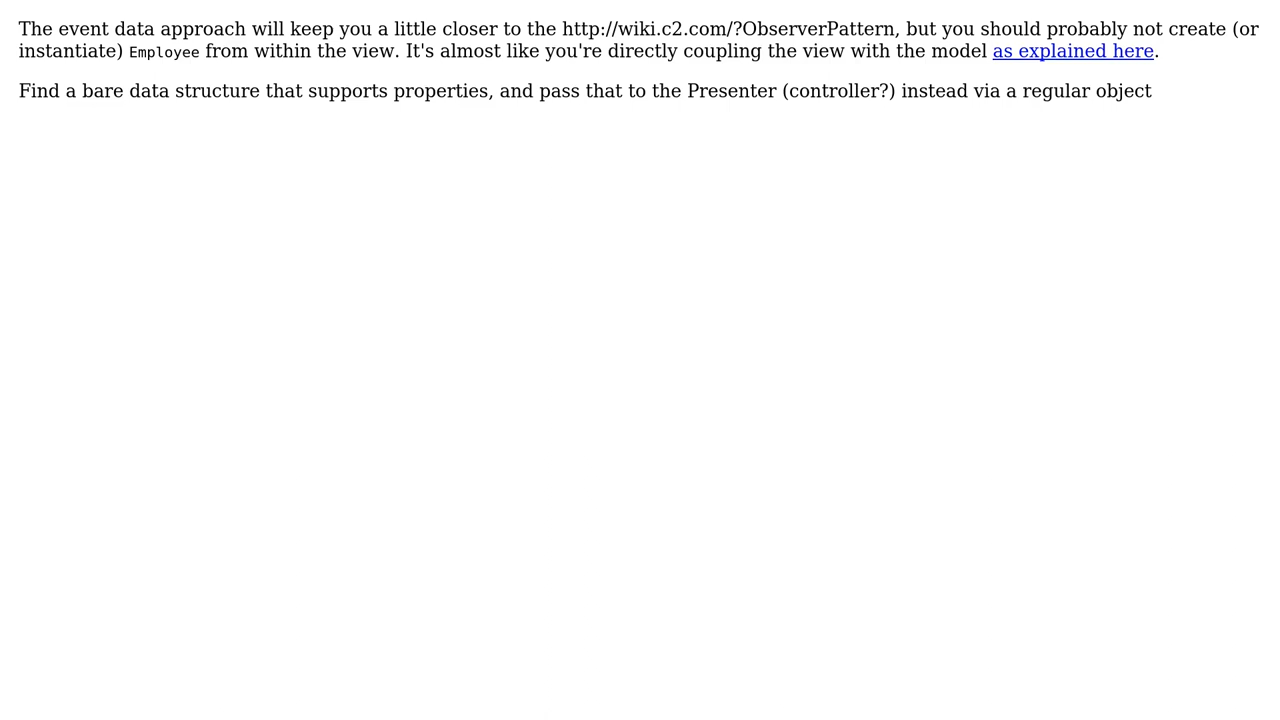 The event data approach will keep you a little closer to the http://wiki.c2.com/?ObserverPattern, but you should probably not create (or
instantiate) Employee from within the view. It's almost like you're directly coupling the view with the model as explained here.
Find a bare data structure that supports properties, and pass that to the Presenter (controller?) instead via a regular object